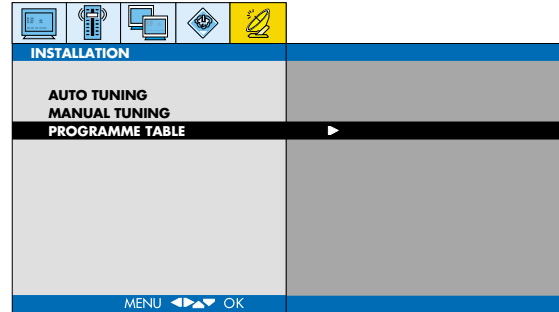 INSTALLATION
AUTO TUNING
MANUAL TUNING
PROGRAMME TABLE
MENU OK